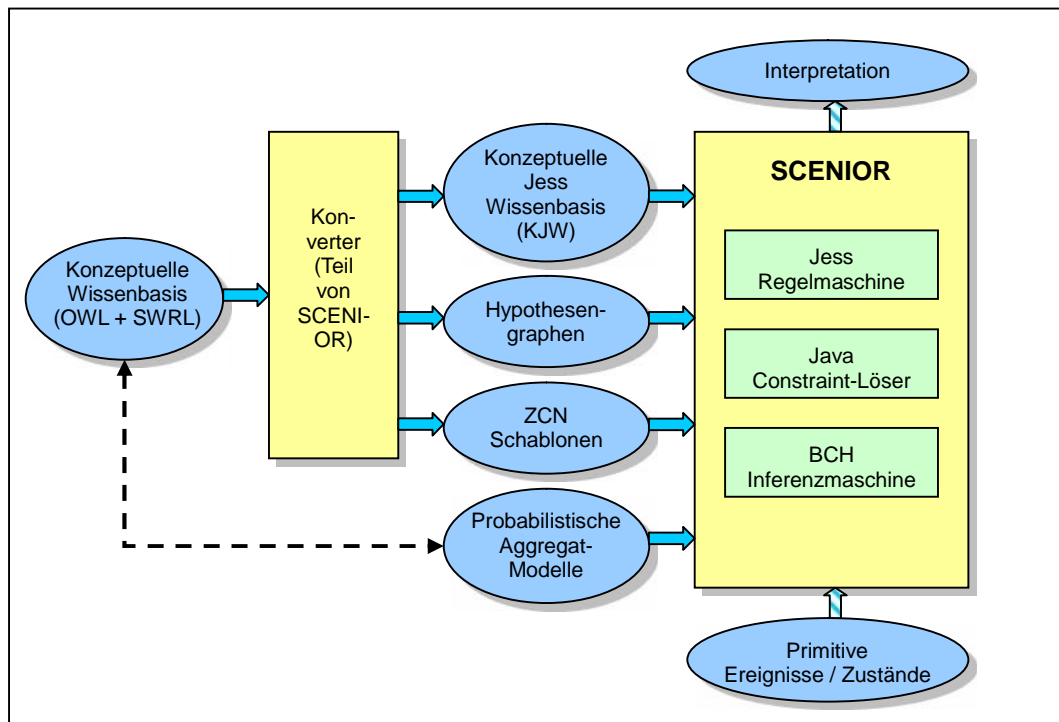 Interpretation
Konzeptuelle
Jess
Wissenbasis
(KJW)
SCENIOR
Kon-
verter
(Teil
von
SCENI-
OR)
Konzeptuelle
Wissenbasis
(OWL + SWRL)
Jess
Regelmaschine
Hypothesen-
graphen
Java
Constraint-Löser
ZCN
Schablonen
BCH
Inferenzmaschine
Probabilistische
Aggregat-
Modelle
Primitive
Ereignisse / Zustände